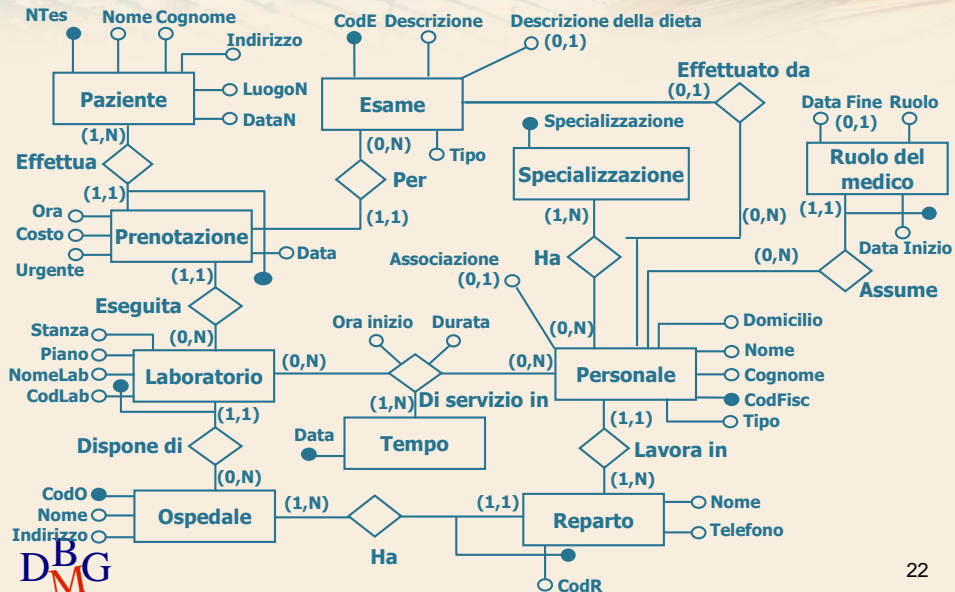 NTes Nome Cognome
Indirizzo
Paziente
LuogoN
DataN
(1,N)
Effettua
(1,1)
CodE Descrizione
Descrizione della dieta
(0,1)
Esame
(0,N)
Tipo
Per
(1,1)
Effettuato da
(0,1)
(0,N)
Specializzazione
Specializzazione
(1,N)
Ha
(0,N)
Data Fine Ruolo
(0,1)
Ruolo del
medico
(1,1)
Data Inizio
(0,N)
Assume
Ora
Costo
Urgente
Prenotazione
Data
(1,1)
Eseguita
(0,N)
Stanza
Piano
NomeLab
CodLab
Laboratorio
(0,N)
(1,1)
Associazione
(0,1)
Ora inizio Durata
(0,N)
(1,N) Di servizio in
Data
Tempo
Personale
Domicilio
Nome
Cognome
CodFisc
Tipo
(1,1)
Lavora in
(1,N)
Dispone di
(0,N)
CodO
Nome
Indirizzo
Ospedale
(1,N)
Ha
(1,1)
Reparto
Nome
Telefono
CodR
DBMG
22